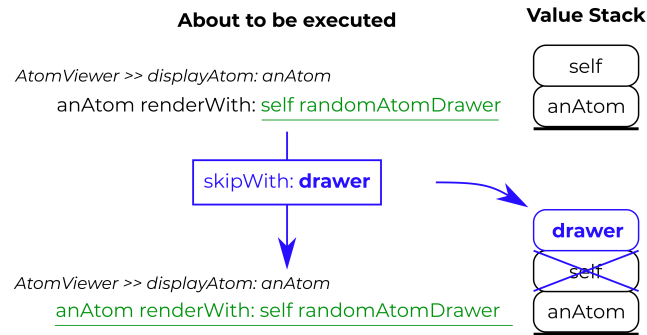 About to be executed
Value Stack
AtomViewer >> displayAtom: anAtom
self
anAtom renderWith: self randomAtomDrawer
anAtom
skipWith: drawer
drawer
self
AtomViewer >> displayAtom: anAtom
anAtom renderWith: self randomAtomDrawer
anAtom